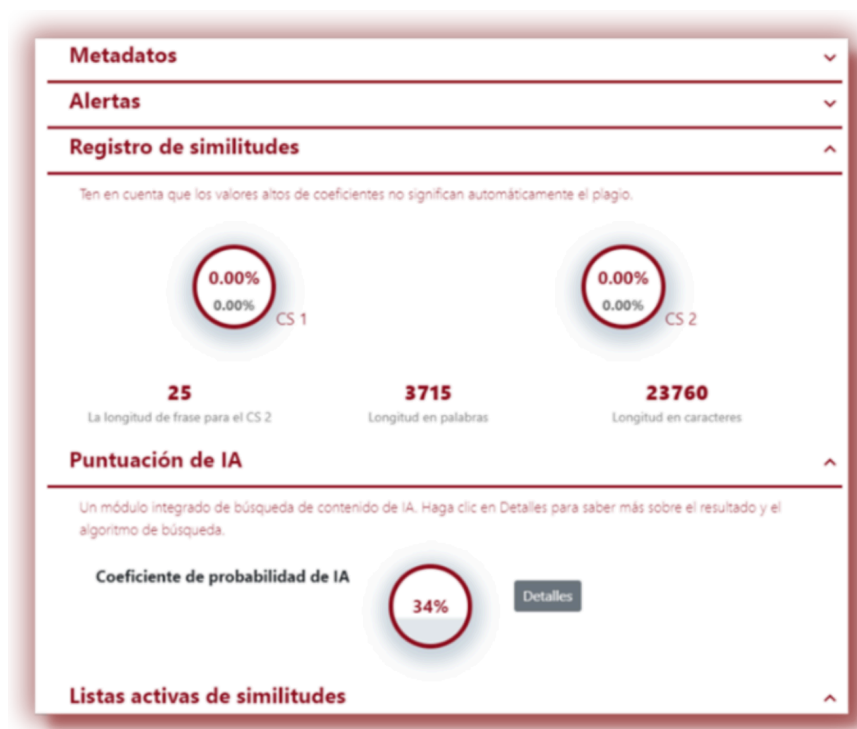 Metadatos
Alertas
Registro de similitudes
Ten en cuenta que los valores altos de coeficientes no significan automáticamente el plagio.
0.00%
0.00%
CS 1
0.00%
0.00%
CS 2
25
La longitud de frase para el CS 2
3715
Longitud en palabras
23760
Longitud en caracteres
Puntuación de IA
Un módulo integrado de búsqueda de contenido de IA. Haga clic en Detalles para saber más sobre el resultado y el
algoritmo de búsqueda.
Coeficiente de probabilidad de IA
34%
Detalles
Listas activas de similitudes